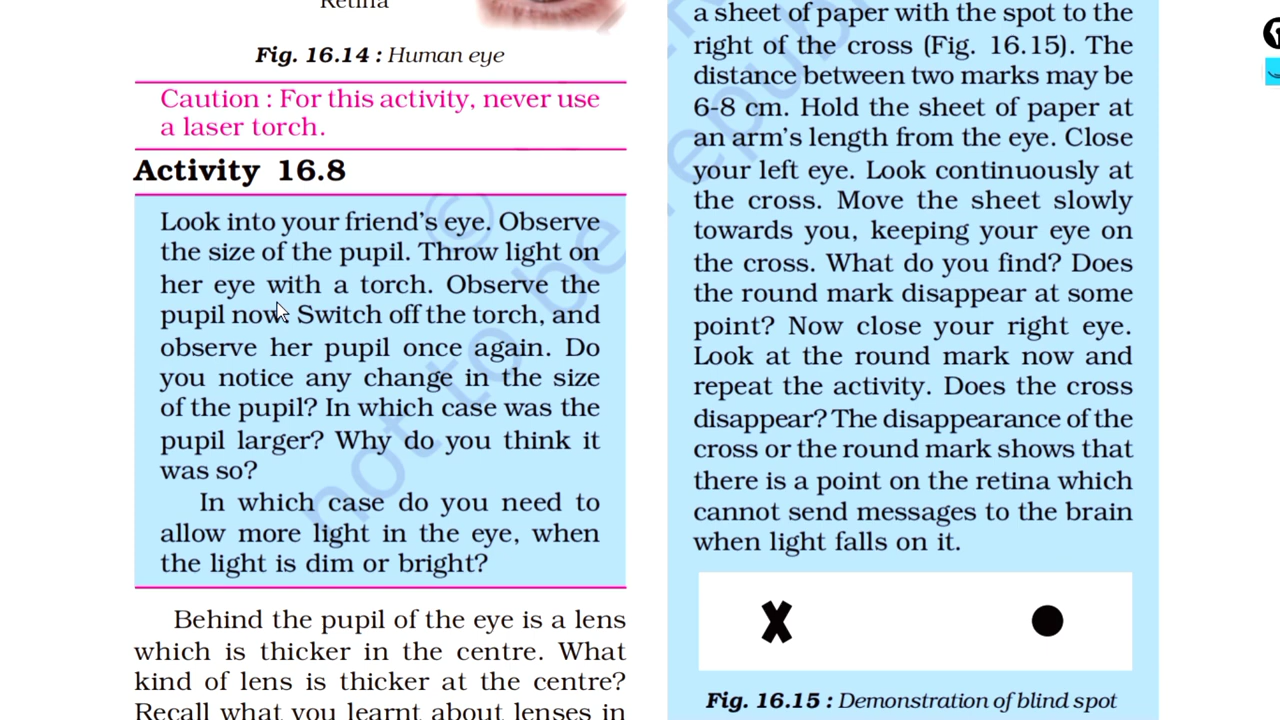 Retina
Fig. 16.14 : Human eye
Caution : For this activity, never use
a laser torch.
Activity 16.8
Look into your friend's eye. Observe
the size of the pupil. Throw light on
her eye with a torch. Observe the
pupil now. Switch off the torch, and
observe her pupil once again. Do
you notice any change in the size
of the pupil? In which case was the
pupil larger? Why do you think it
was so?
In which case do you need to
allow more light in the eye, when
the light is dim or bright?
Behind the pupil of the eye is a lens
which is thicker in the centre. What
kind of lens is thicker at the centre?
Recall what you learnt about lenses in
a sheet of paper with the spot to the
right of the cross (Fig. 16.15). The
distance between two marks may be
6-8 cm. Hold the sheet of paper at
an arm's length from the eye. Close
your left eye. Look continuously at
the cross. Move the sheet slowly
towards you, keeping your eye on
the cross. What do you find? Does
the round mark disappear at some
point? Now close your right eye.
Look at the round mark now and
repeat the activity. Does the cross
disappear? The disappearance of the
cross or the round mark shows that
there is a point on the retina which
cannot send messages to the brain
when light falls on it.
Fig. 16.15 : Demonstration of blind spot
©
not to be republ